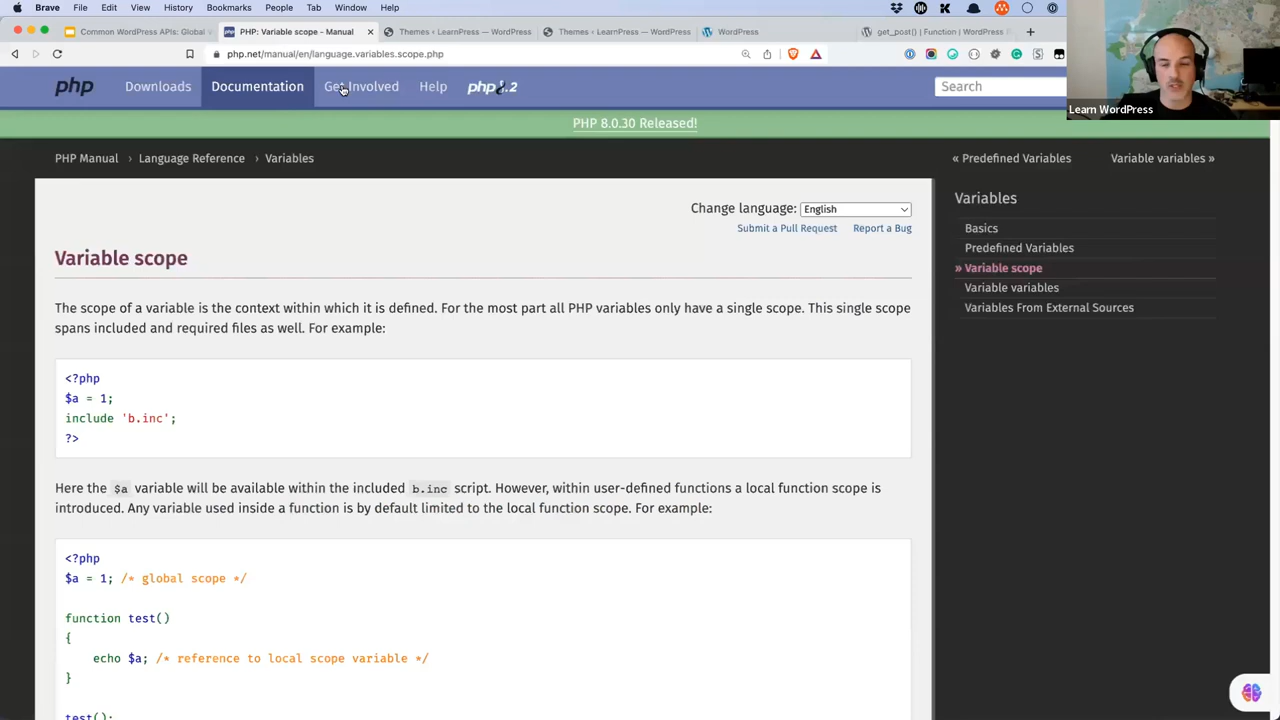 Brave File Edit View History Bookmarks People Tab Window Help
Common WordPress APIs: Global
PHP: Variable scope - Manual
Themes ‹ LearnPress — WordPress
Themes ‹ LearnPress — WordPress
WordPress
get_post() | Function | WordPress
php.net/manual/en/language.variables.scope.php
php
Downloads
Documentation
Get Involved
Help
php8.2
Search
Learn WordPress
PHP 8.0.30 Released!
PHP Manual › Language Reference › Variables
« Predefined Variables
Variable variables »
Change language: English
Submit a Pull Request Report a Bug
Variable scope
The scope of a variable is the context within which it is defined. For the most part all PHP variables only have a single scope. This single scope
spans included and required files as well. For example:
<?php
$a = 1;
include 'b.inc';
?>
Here the $a variable will be available within the included b.inc script. However, within user-defined functions a local function scope is
introduced. Any variable used inside a function is by default limited to the local function scope. For example:
<?php
$a = 1; /* global scope */
function test()
{
echo $a; /* reference to local scope variable */
}
test();
Variables
Basics
Predefined Variables
» Variable scope
Variable variables
Variables From External Sources